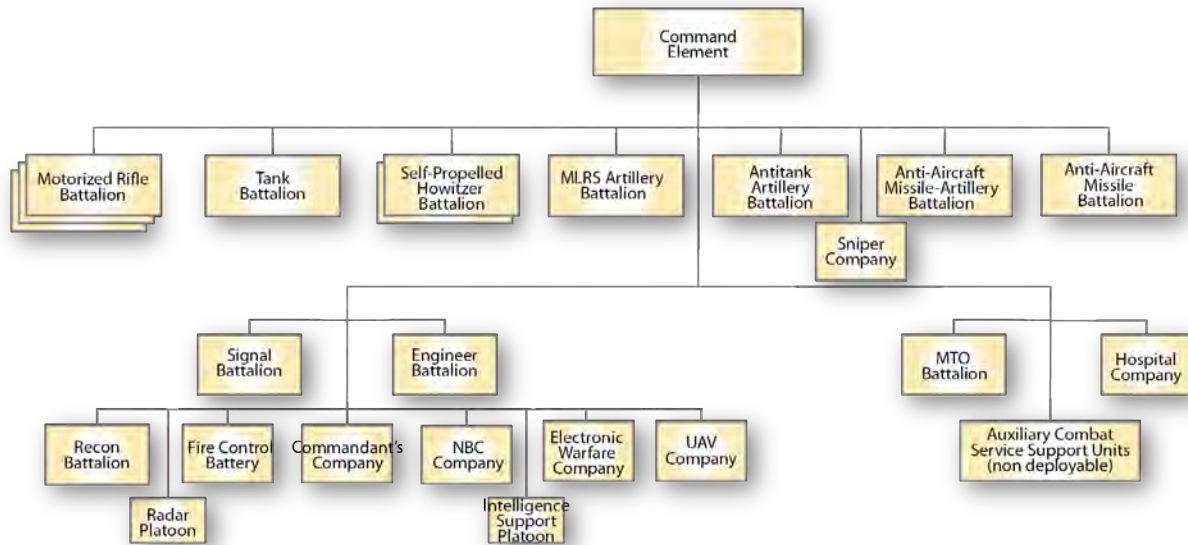 Command
Element
Motorized Rifle
Battalion
Tank
Battalion
Self-Propelled
Howitzer
Battalion
MLRS Artillery
Battalion
Antitank
Artillery
Battalion
Anti-Aircraft
Missile-Artillery
Battalion
Anti-Aircraft
Missile
Battalion
Sniper
Company
Signal
Battalion
Engineer
Battalion
MTO
Battalion
Hospital
Company
Recon
Battalion
Fire Control
Battery
Commandant's
Company
NBC
Company
Electronic
Warfare
Company
UAV
Company
Auxiliary Combat
Service Support Units
(non deployable)
Radar
Platoon
Intelligence
Support
Platoon